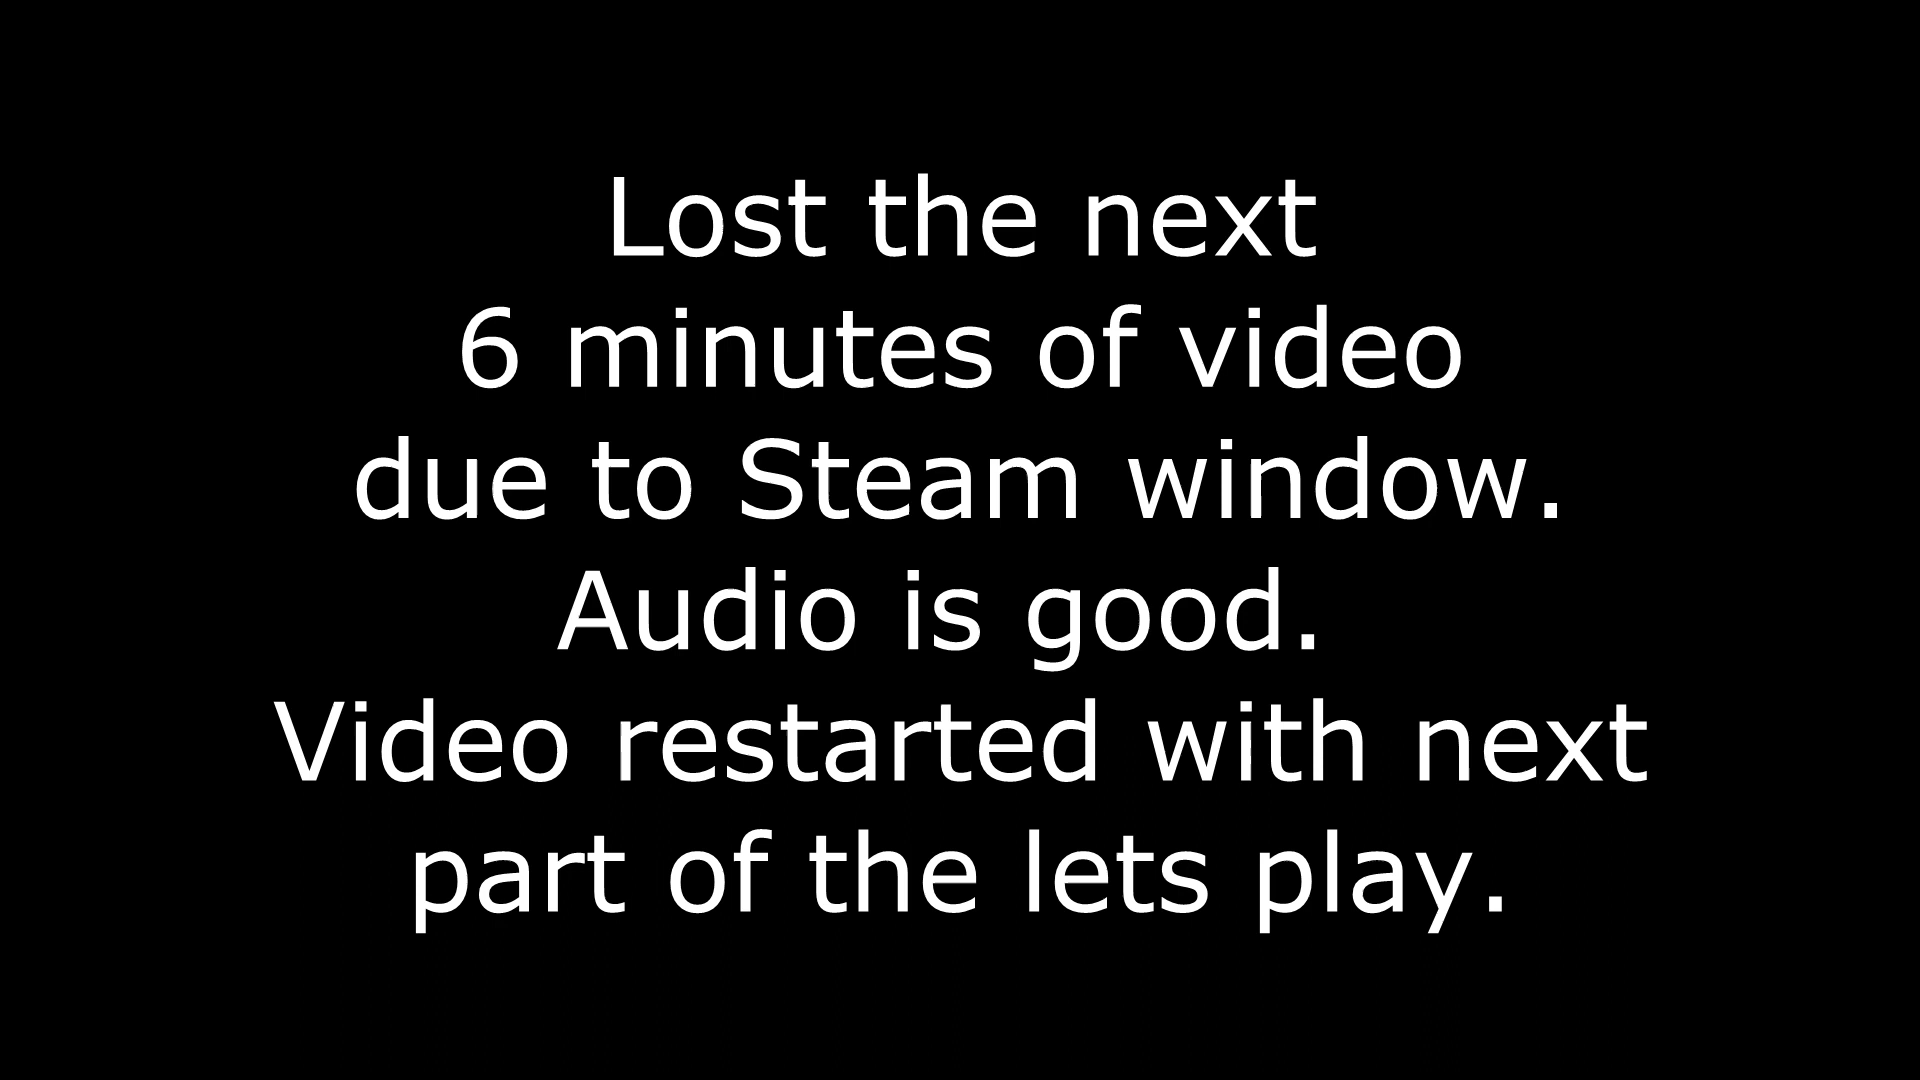 Lost the next
6 minutes of video
due to Steam window.
Audio is good.
Video restarted with next
part of the lets play.